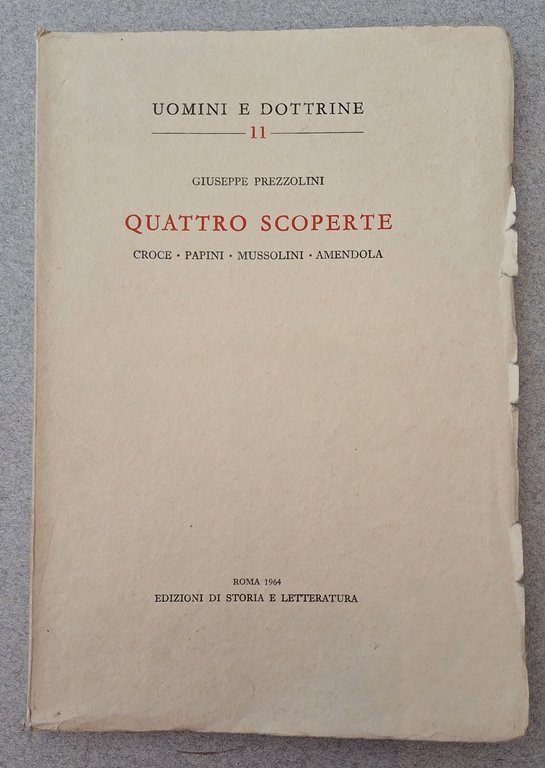 UOMINI E DOTTRINE
11
GIUSEPPE PREZZOLINI
QUATTRO SCOPERTE
CROCE • PAPINI • MUSSOLINI • AMENDOLA
ROMA 1964
EDIZIONI DI STORIA E LETTERATURA